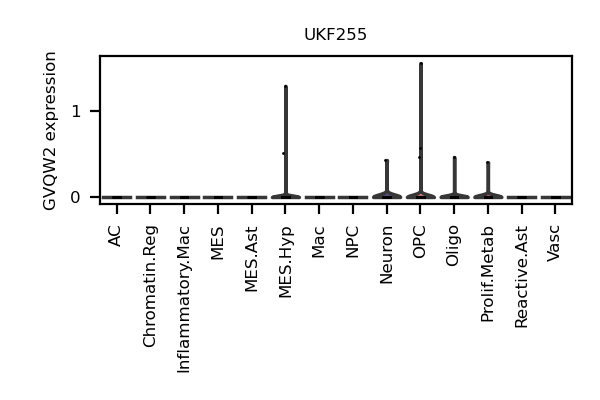 UKF255
GVQW2 expression
1
0
AC
Chromatin.Reg
Inflammatory.Mac
MES
MES.Ast
MES.Hyp
Mac
NPC
Neuron
OPC
Oligo
Prolif.Metab
Reactive.Ast
Vasc